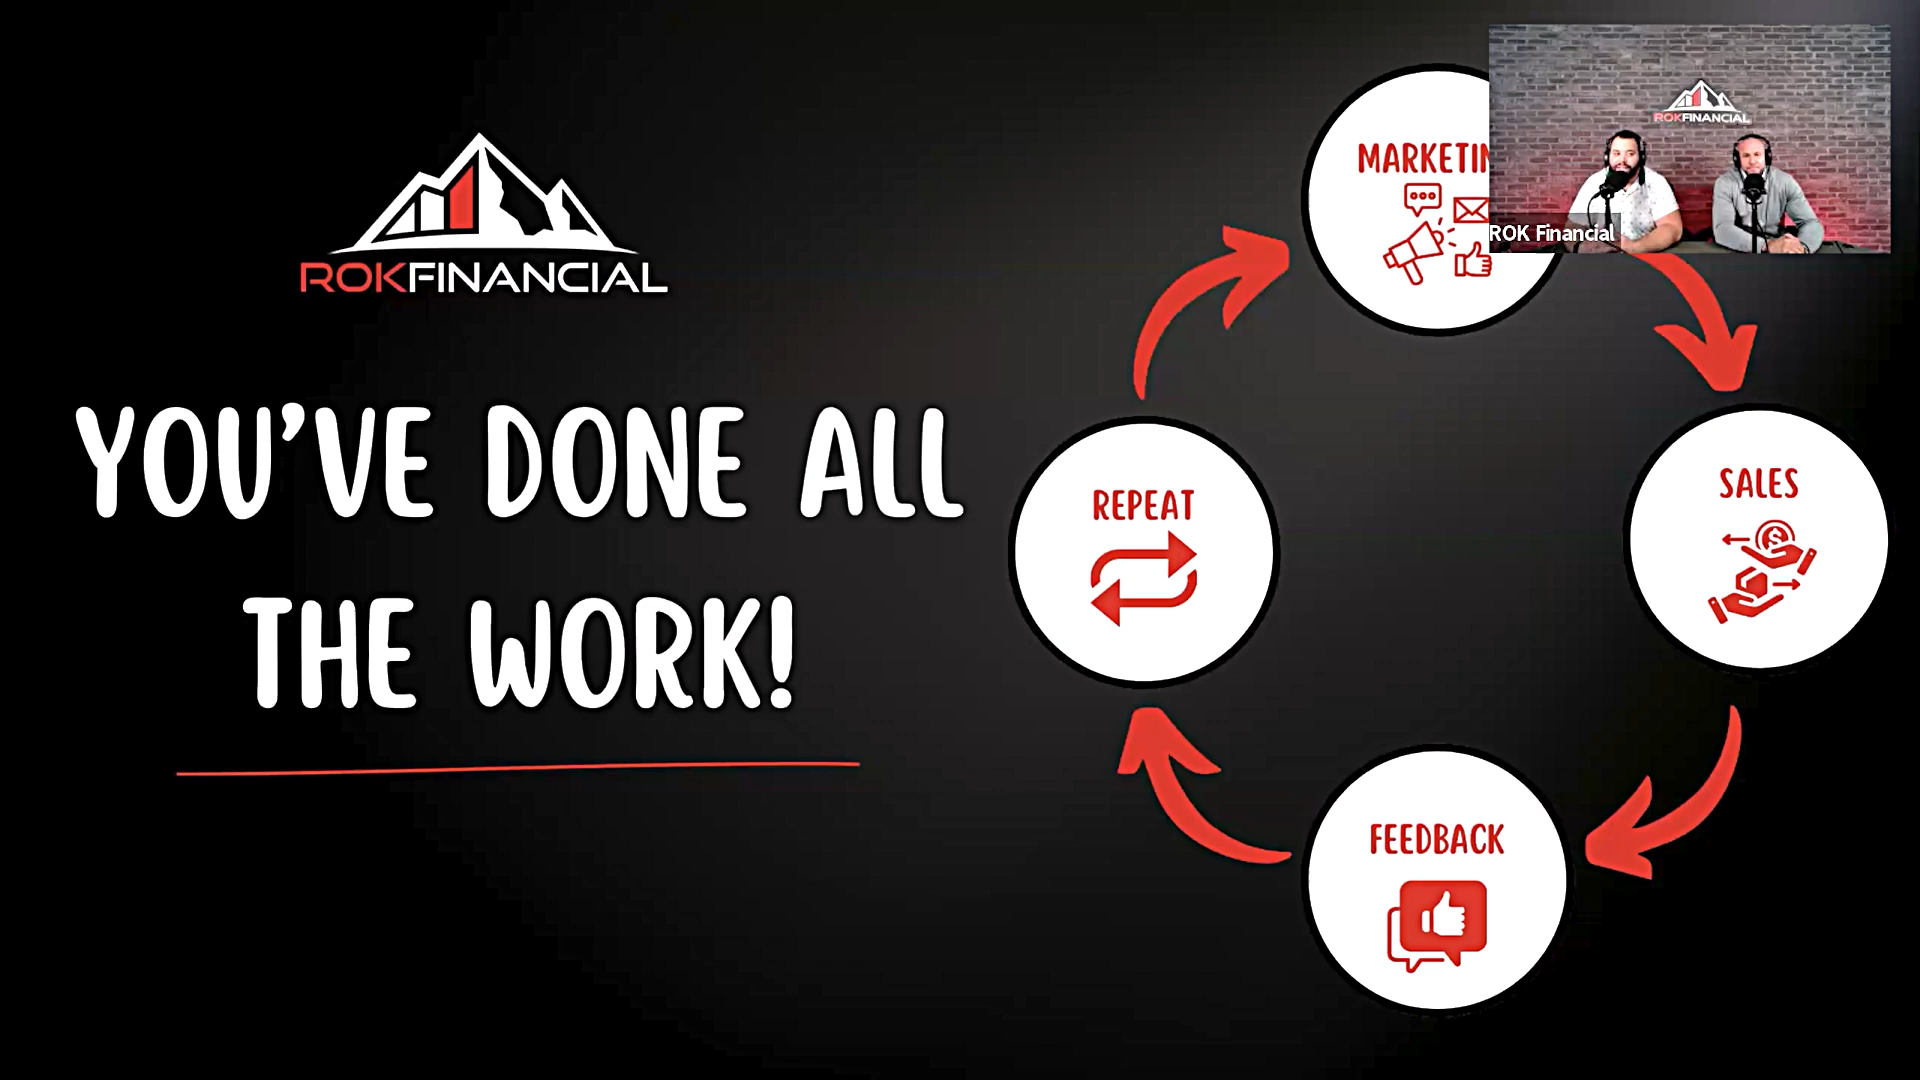 ROKFINANCIAL
YOU'VE DONE ALL
THE WORK!
MARKETIN
ROKFINANCIAL
ROK Financial
SALES
REPEAT
FEEDBACK